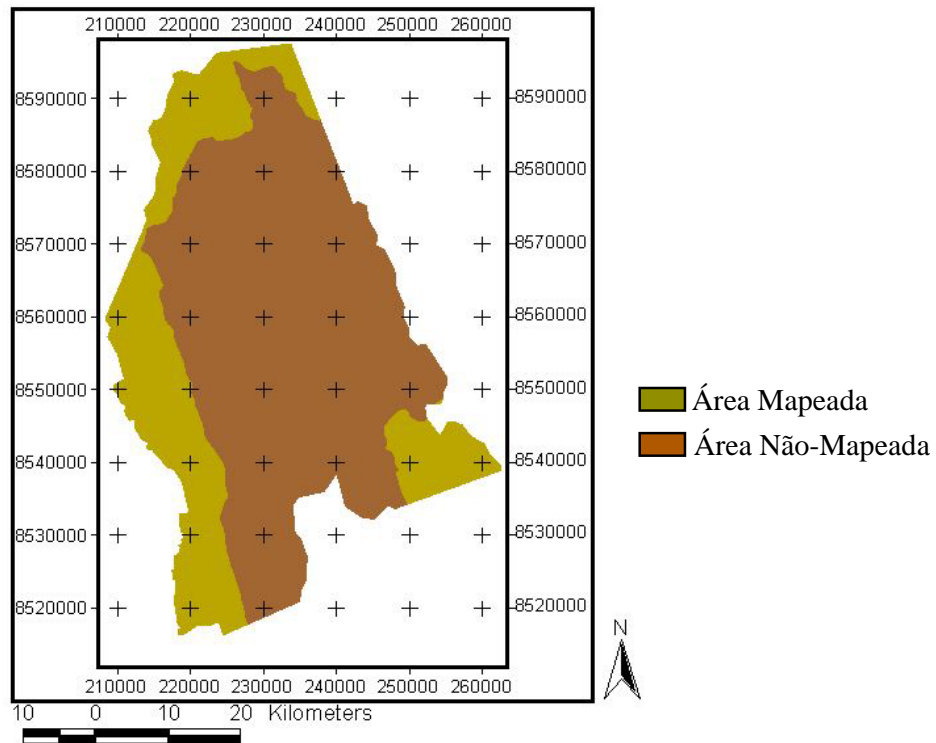 210000 220000 230000 240000 250000 260000
8590000 8590000
8580000 8580000
8570000 8570000
8560000 8560000
8550000 8550000
8540000 8540000
8530000 8530000
8520000 8520000
210000 220000 230000 240000 250000 260000
Área Mapeada
Área Não-Mapeada
N
10 0 10 20 Kilometers